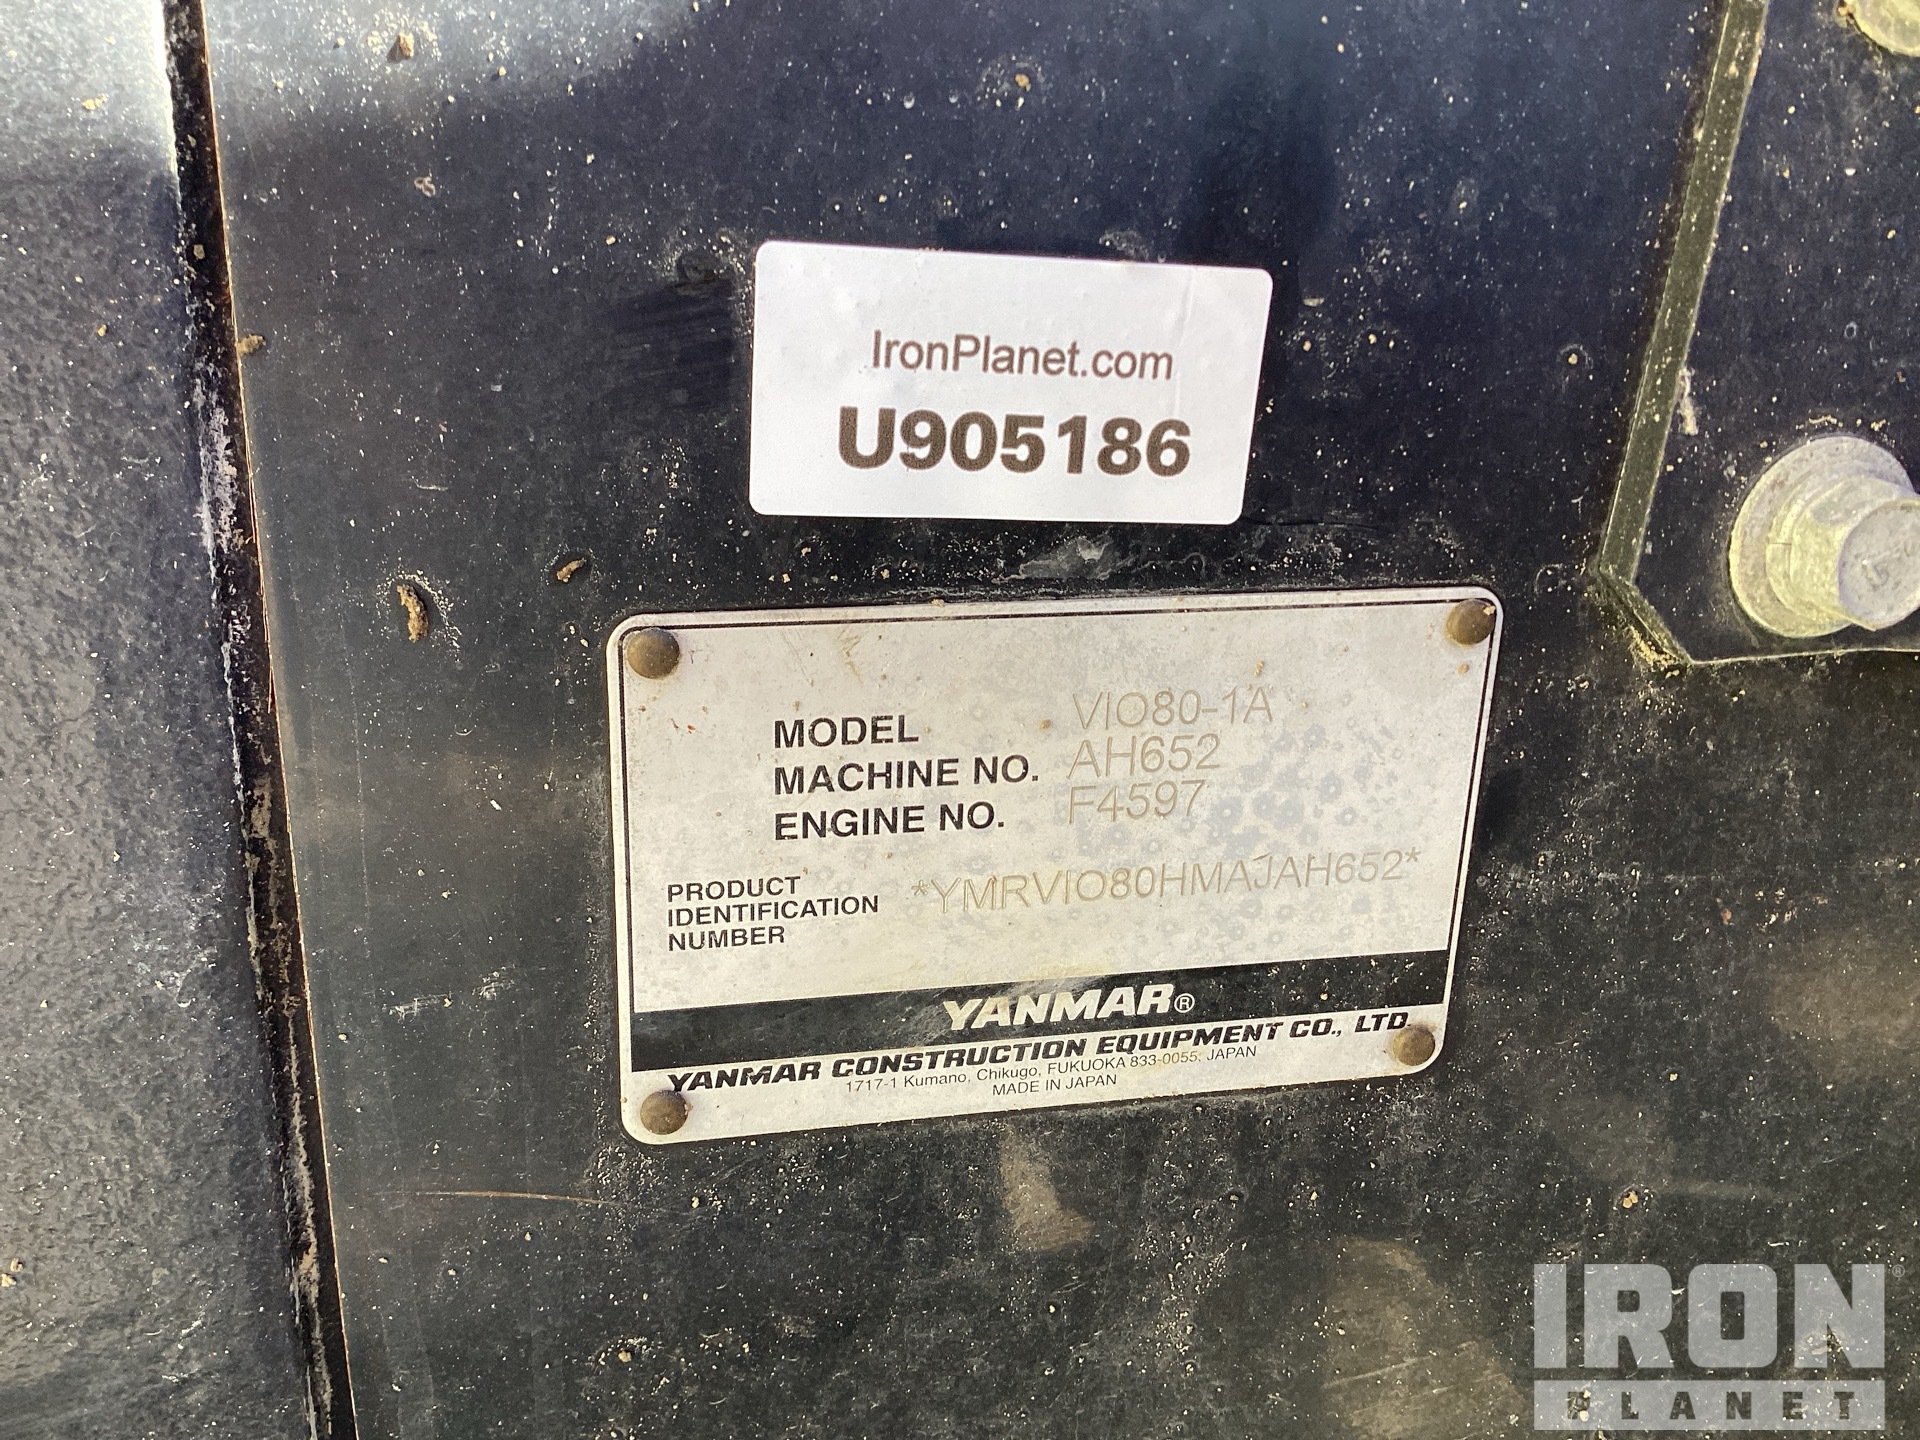 IronPlanet.com
U905186
MODEL VIO80-1A
MACHINE NO. AH652
ENGINE NO. F4597
PRODUCT
IDENTIFICATION
NUMBER
*YMRVIO80HMAJAH652*
YANMAR®
YANMAR CONSTRUCTION EQUIPMENT CO., LTD.
1717-1 Kumano, Chikugo, FUKUOKA 833-0055, JAPAN
MADE IN JAPAN
IRON®
PLANET